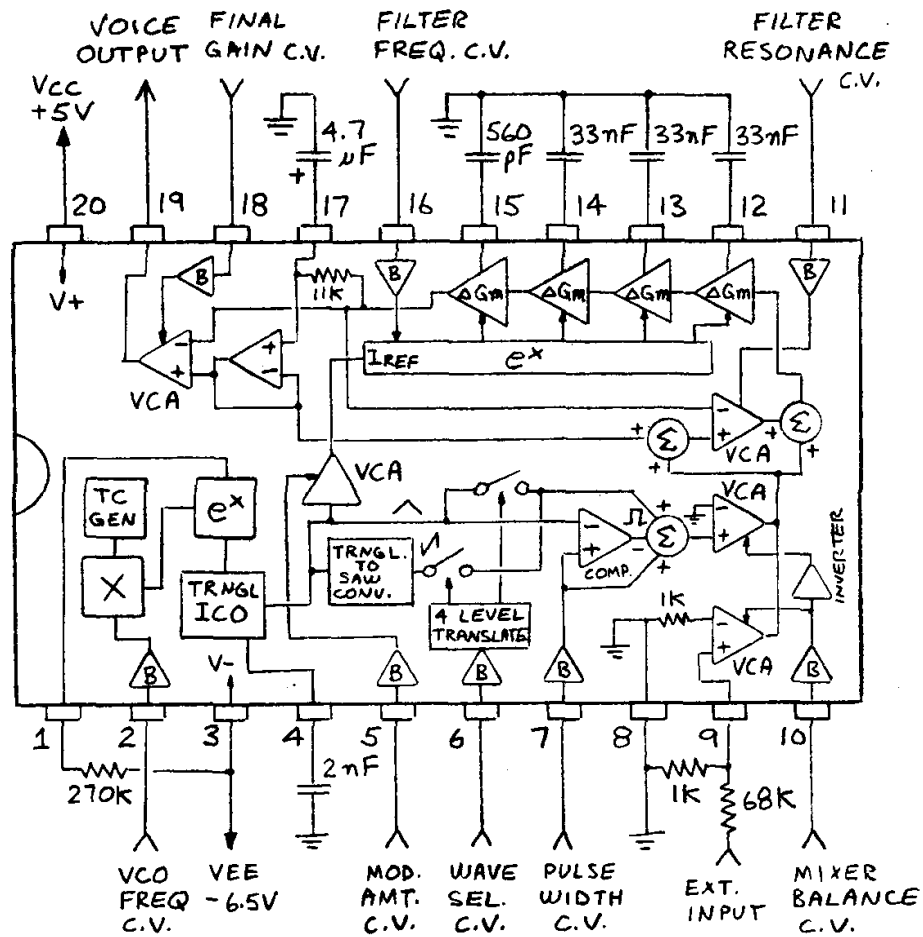 VOICE OUTPUT
FINAL GAIN C.V.
FILTER FREQ. C.V.
FILTER RESONANCE C.V.
VCC +5V
4.7 µF
+
560 pF
33nF
33nF
33nF
20
19
18
17
16
15
14
13
12
11
V+
B
11K
B
ΔGm
ΔGm
ΔGm
ΔGm
B
IREF
e^x
-
+
VCA
+
-
-
+
VCA
+
Σ
+
+
Σ
+
+
TC GEN
e^x
VCA
VCA
X
TRNGL ICO
TRNGL. TO SAW CONV.
-
+
COMP.
+
-
Σ
+
-
+
INVERTER
4 LEVEL TRANSLATE
1K
-
+
VCA
V-
B
B
B
B
B
1
2
3
4
5
6
7
8
9
10
270K
2nF
1K
68K
VCO FREQ C.V.
VEE -6.5V
MOD. AMT. C.V.
WAVE SEL. C.V.
PULSE WIDTH C.V.
EXT. INPUT
MIXER BALANCE C.V.